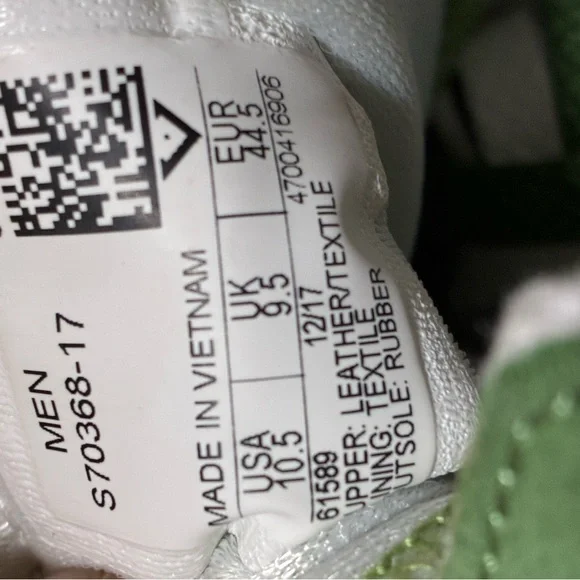 MEN
S70368-17
MADE IN VIETNAM
USA UK EUR
10.5 9.5 44.5
61589 12/17 4700416906
UPPER: LEATHER/TEXTILE
NING: TEXTILE
UTSOLE: RUBBER